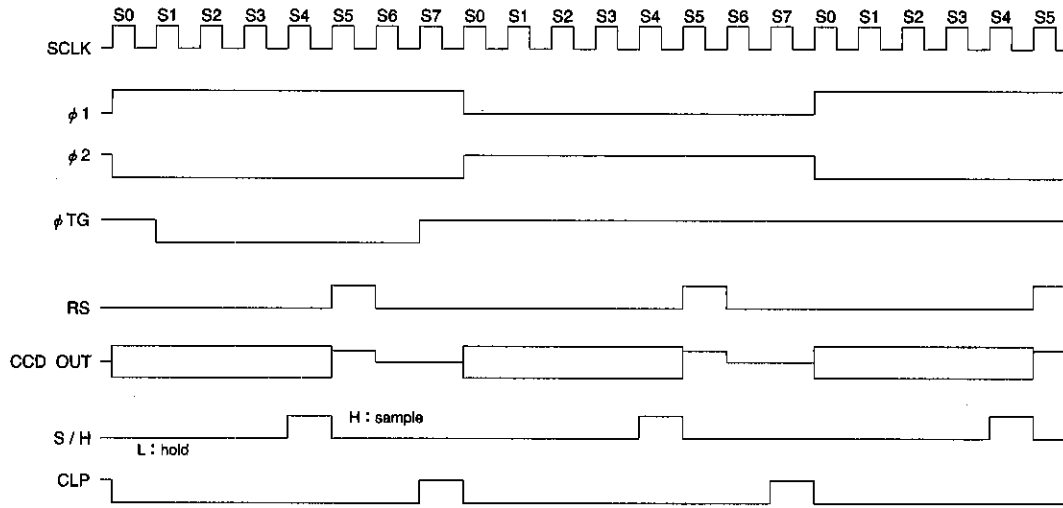 S0 S1 S2 S3 S4 S5 S6 S7 S0 S1 S2 S3 S4 S5 S6 S7 S0 S1 S2 S3 S4 S5
SCLK
ϕ1
ϕ2
ϕTG
RS
CCD OUT
H : sample
S / H
L : hold
CLP